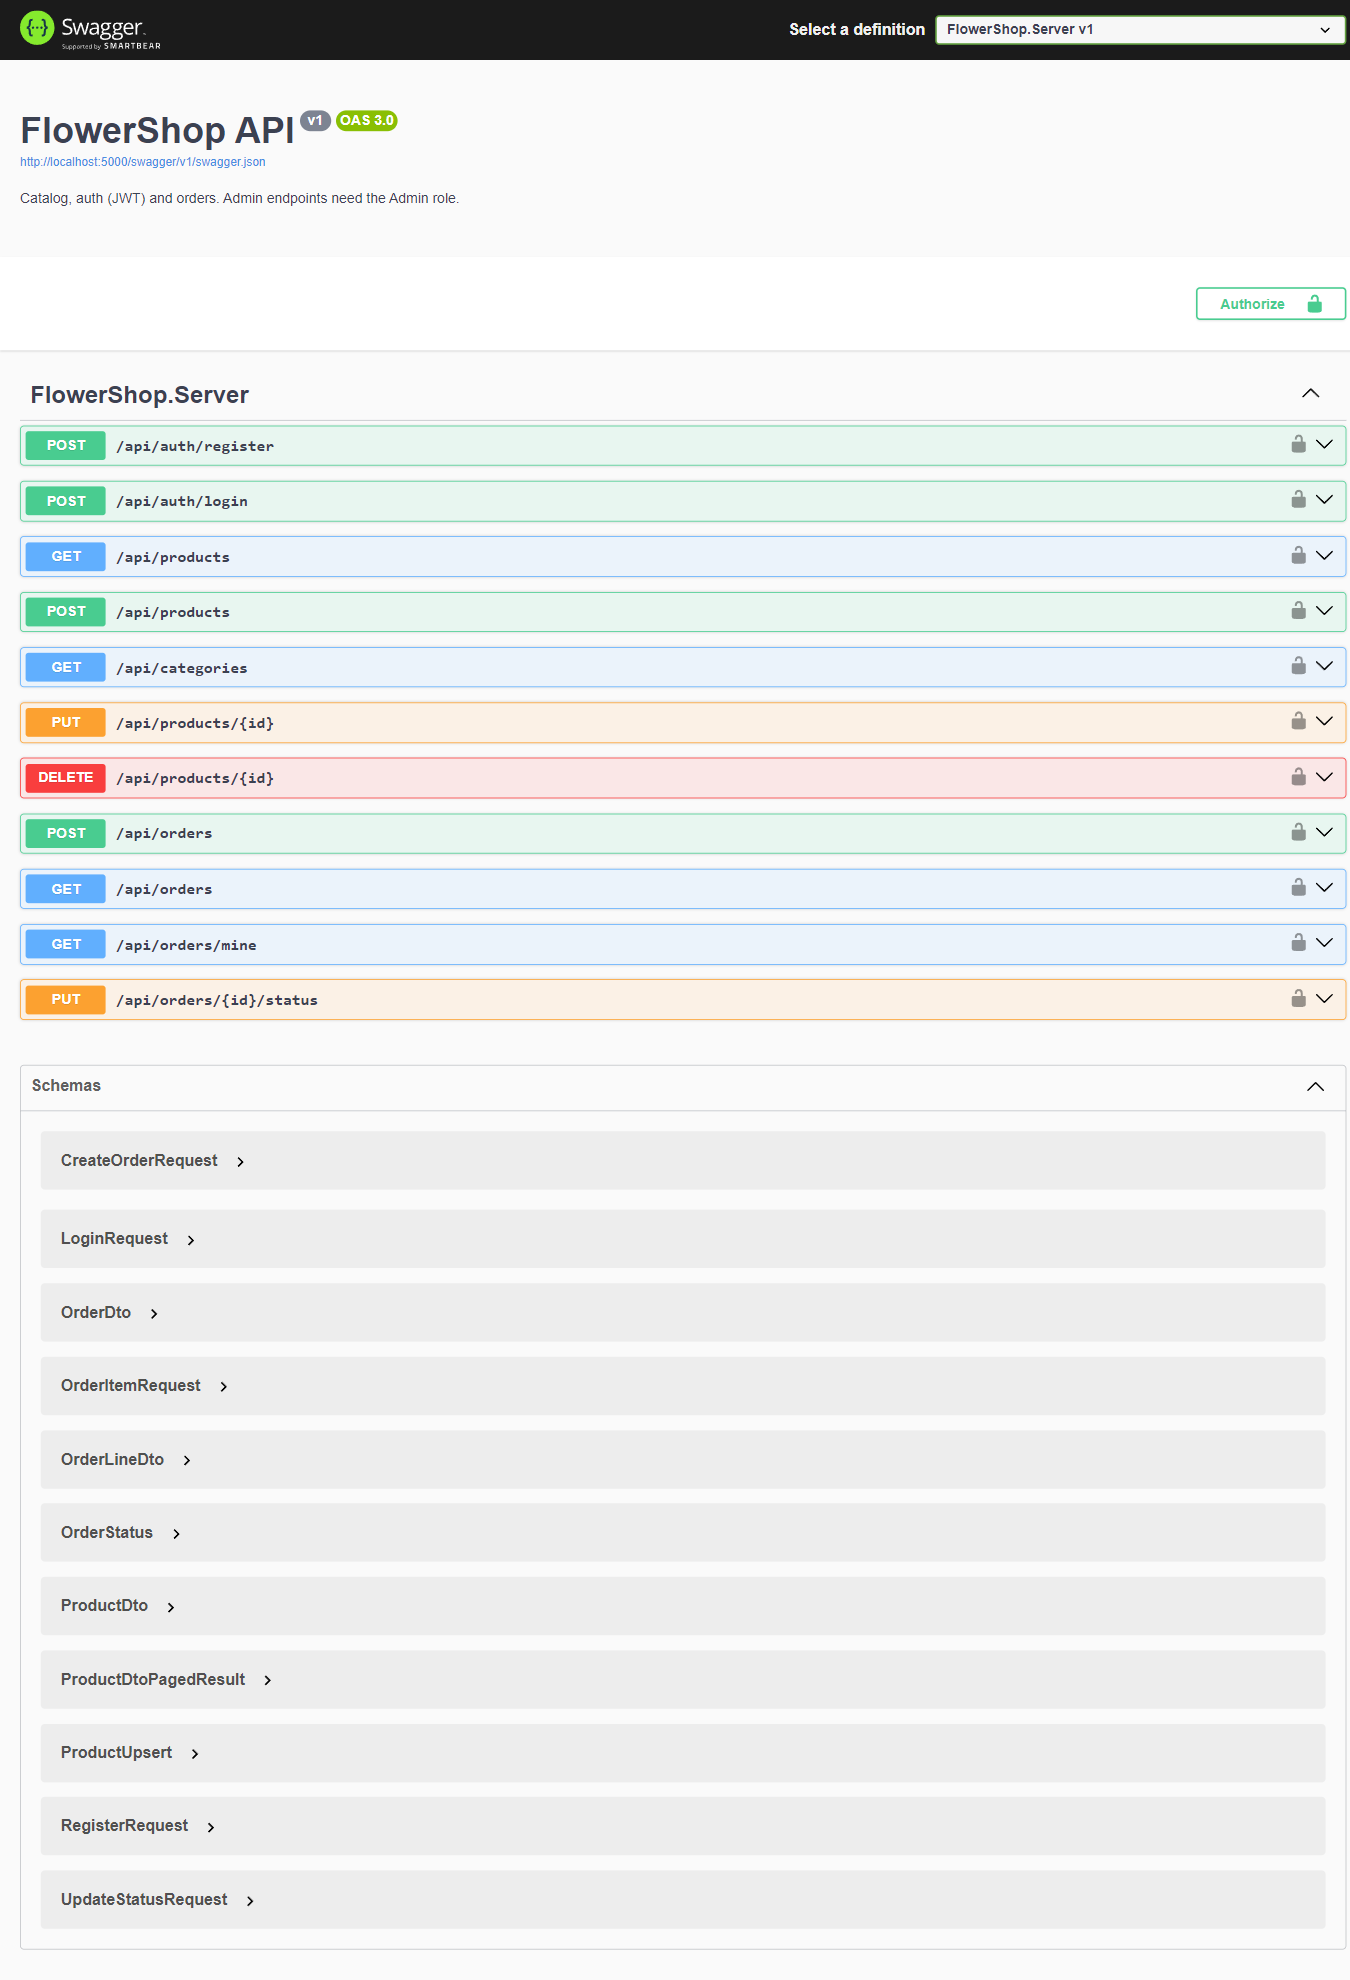 Swagger.
Supported by SMARTBEAR
Select a definition
FlowerShop.Server v1
FlowerShop API v1 OAS 3.0
http://localhost:5000/swagger/v1/swagger.json
Catalog, auth (JWT) and orders. Admin endpoints need the Admin role.
Authorize
FlowerShop.Server
POST /api/auth/register
POST /api/auth/login
GET /api/products
POST /api/products
GET /api/categories
PUT /api/products/{id}
DELETE /api/products/{id}
POST /api/orders
GET /api/orders
GET /api/orders/mine
PUT /api/orders/{id}/status
Schemas
CreateOrderRequest
LoginRequest
OrderDto
OrderItemRequest
OrderLineDto
OrderStatus
ProductDto
ProductDtoPagedResult
ProductUpsert
RegisterRequest
UpdateStatusRequest